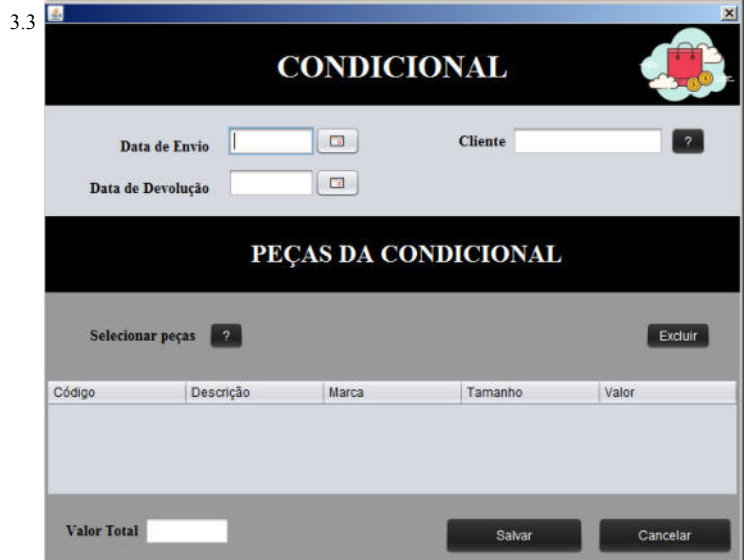 3.3
CONDICIONAL
Data de Envio
Cliente
?
Data de Devolução
PEÇAS DA CONDICIONAL
Selecionar peças
?
Excluir
Código Descrição Marca Tamanho Valor
Valor Total
Salvar
Cancelar